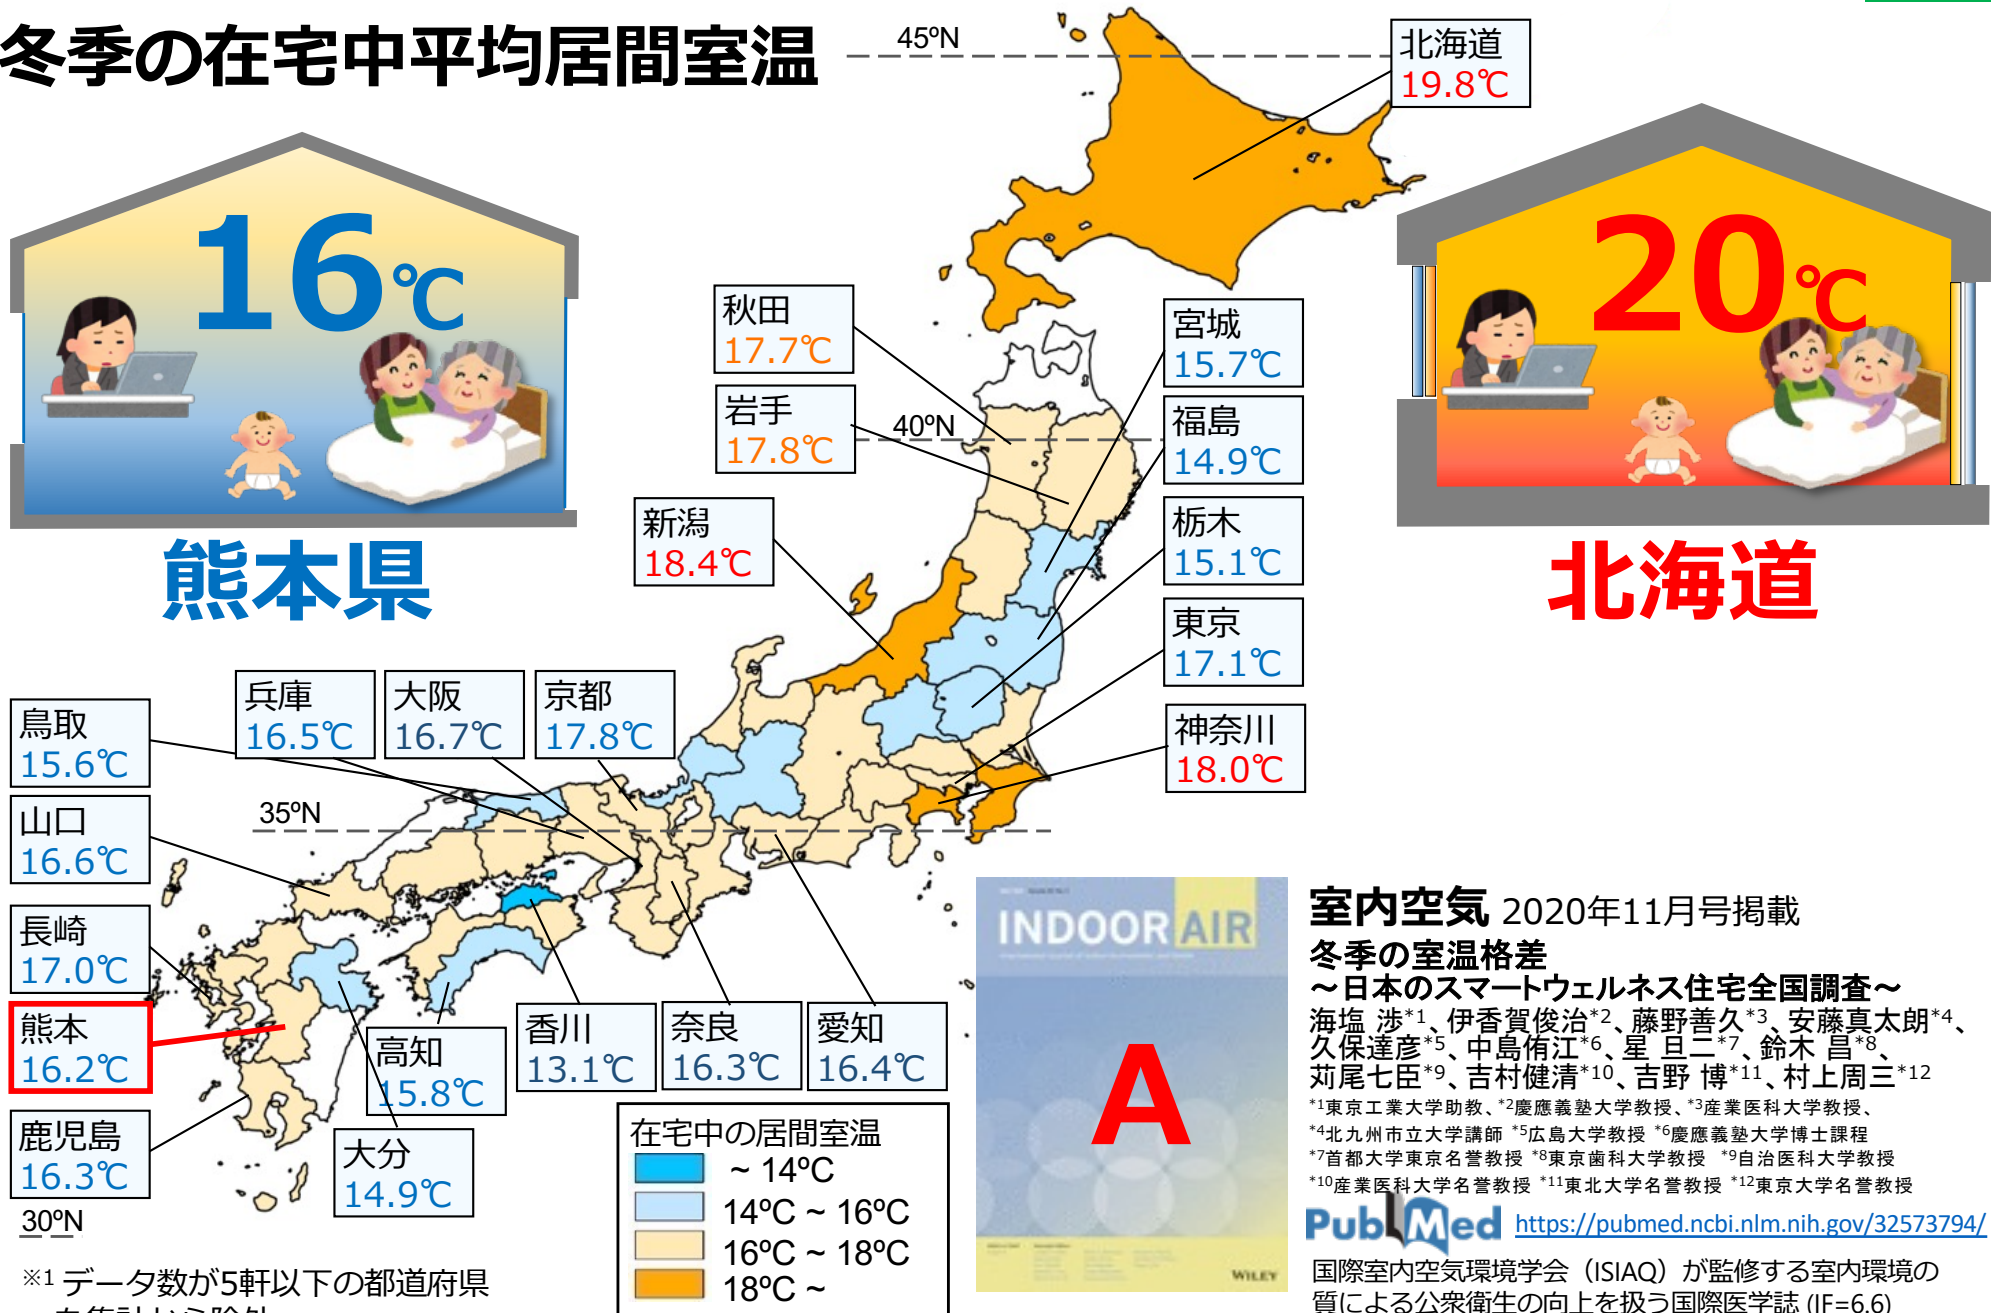 冬季の在宅中平均居間室温
45ºN
北海道
19.8℃
16℃
熊本県
20℃
北海道
秋田
17.7℃
岩手
17.8℃
40ºN
新潟
18.4℃
宮城
15.7℃
福島
14.9℃
栃木
15.1℃
東京
17.1℃
神奈川
18.0℃
鳥取
15.6℃
兵庫
16.5℃
大阪
16.7℃
京都
17.8℃
35ºN
山口
16.6℃
長崎
17.0℃
熊本
16.2℃
鹿児島
16.3℃
30ºN
高知
15.8℃
大分
14.9℃
香川
13.1℃
奈良
16.3℃
愛知
16.4℃
在宅中の居間室温
~ 14ºC
14ºC ~ 16ºC
16ºC ~ 18ºC
18ºC ~
※1 データ数が5軒以下の都道府県
INDOOR AIR
A
WILEY
室内空気 2020年11月号掲載
冬季の室温格差
～日本のスマートウェルネス住宅全国調査～
海塩 渉*1、伊香賀俊治*2、藤野善久*3、安藤真太朗*4、
久保達彦*5、中島侑江*6、星 旦二*7、鈴木 昌*8、
苅尾七臣*9、吉村健清*10、吉野 博*11、村上周三*12
*1東京工業大学助教、*2慶應義塾大学教授、*3産業医科大学教授、
*4北九州市立大学講師 *5広島大学教授 *6慶應義塾大学博士課程
*7首都大学東京名誉教授 *8東京歯科大学教授 *9自治医科大学教授
*10産業医科大学名誉教授 *11東北大学名誉教授 *12東京大学名誉教授
PubMed https://pubmed.ncbi.nlm.nih.gov/32573794/
国際室内空気環境学会（ISIAQ）が監修する室内環境の
質による公衆衛生の向上を扱う国際医学誌 (IF=6.6)